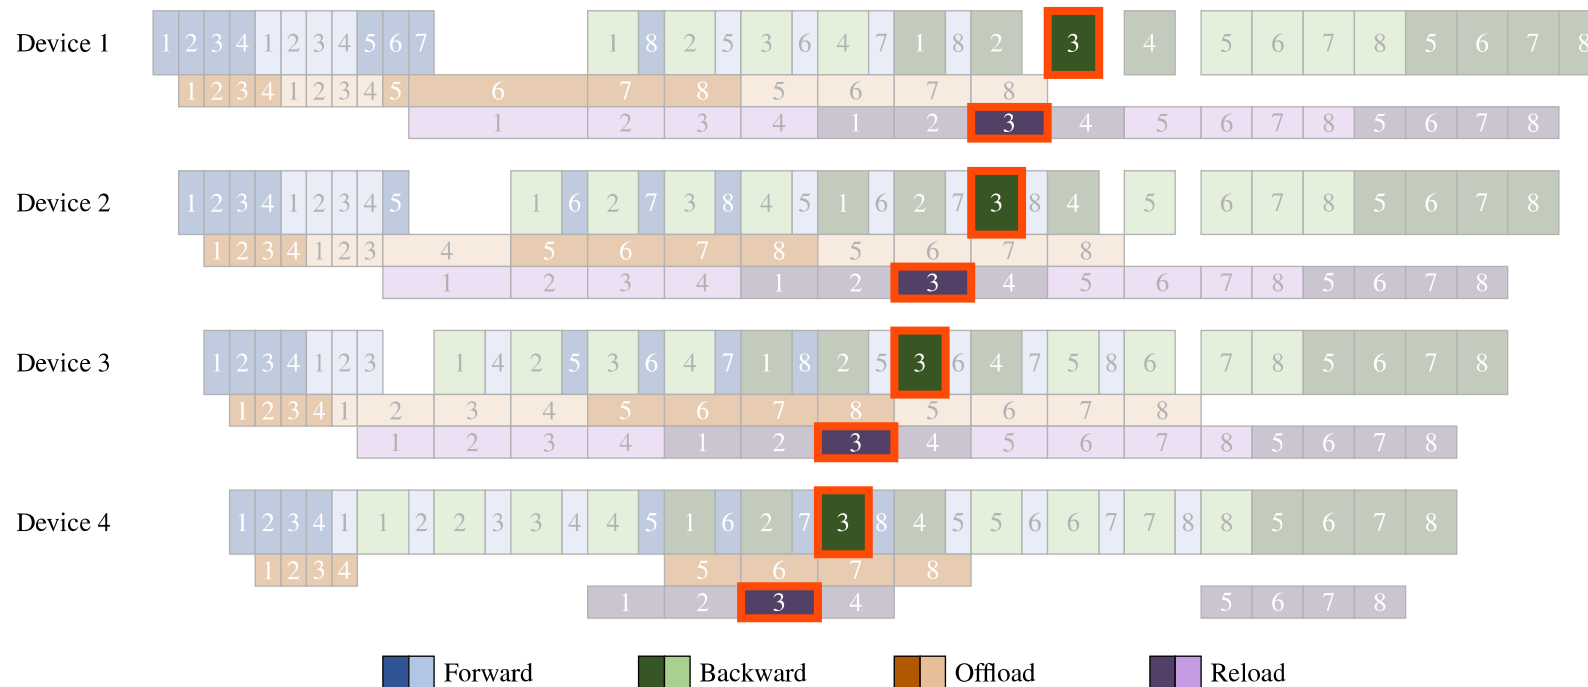 Device 1 1 2 3 4 1 2 3 4 5 6 7 1 8 2 5 3 6 4 7 1 8 2 3 4 5 6 7 8 5 6 7 8
1 2 3 4 1 2 3 4 5 6 7 8 5 6 7 8
1 2 3 4 1 2 3 4 5 6 7 8 5 6 7 8
Device 2 1 2 3 4 1 2 3 4 5 1 6 2 7 3 8 4 5 1 6 2 7 3 8 4 5 6 7 8 5 6 7 8
1 2 3 4 1 2 3 4 5 6 7 8 5 6 7 8
1 2 3 4 1 2 3 4 5 6 7 8 5 6 7 8
Device 3 1 2 3 4 1 2 3 1 4 2 5 3 6 4 7 1 8 2 5 3 6 4 7 5 8 6 7 8 5 6 7 8
1 2 3 4 1 2 3 4 5 6 7 8 5 6 7 8
1 2 3 4 1 2 3 4 5 6 7 8 5 6 7 8
Device 4 1 2 3 4 1 1 2 2 3 3 4 4 5 1 6 2 7 3 8 4 5 5 6 6 7 7 8 8 5 6 7 8
1 2 3 4 5 6 7 8
1 2 3 4 5 6 7 8
Forward Backward Offload Reload